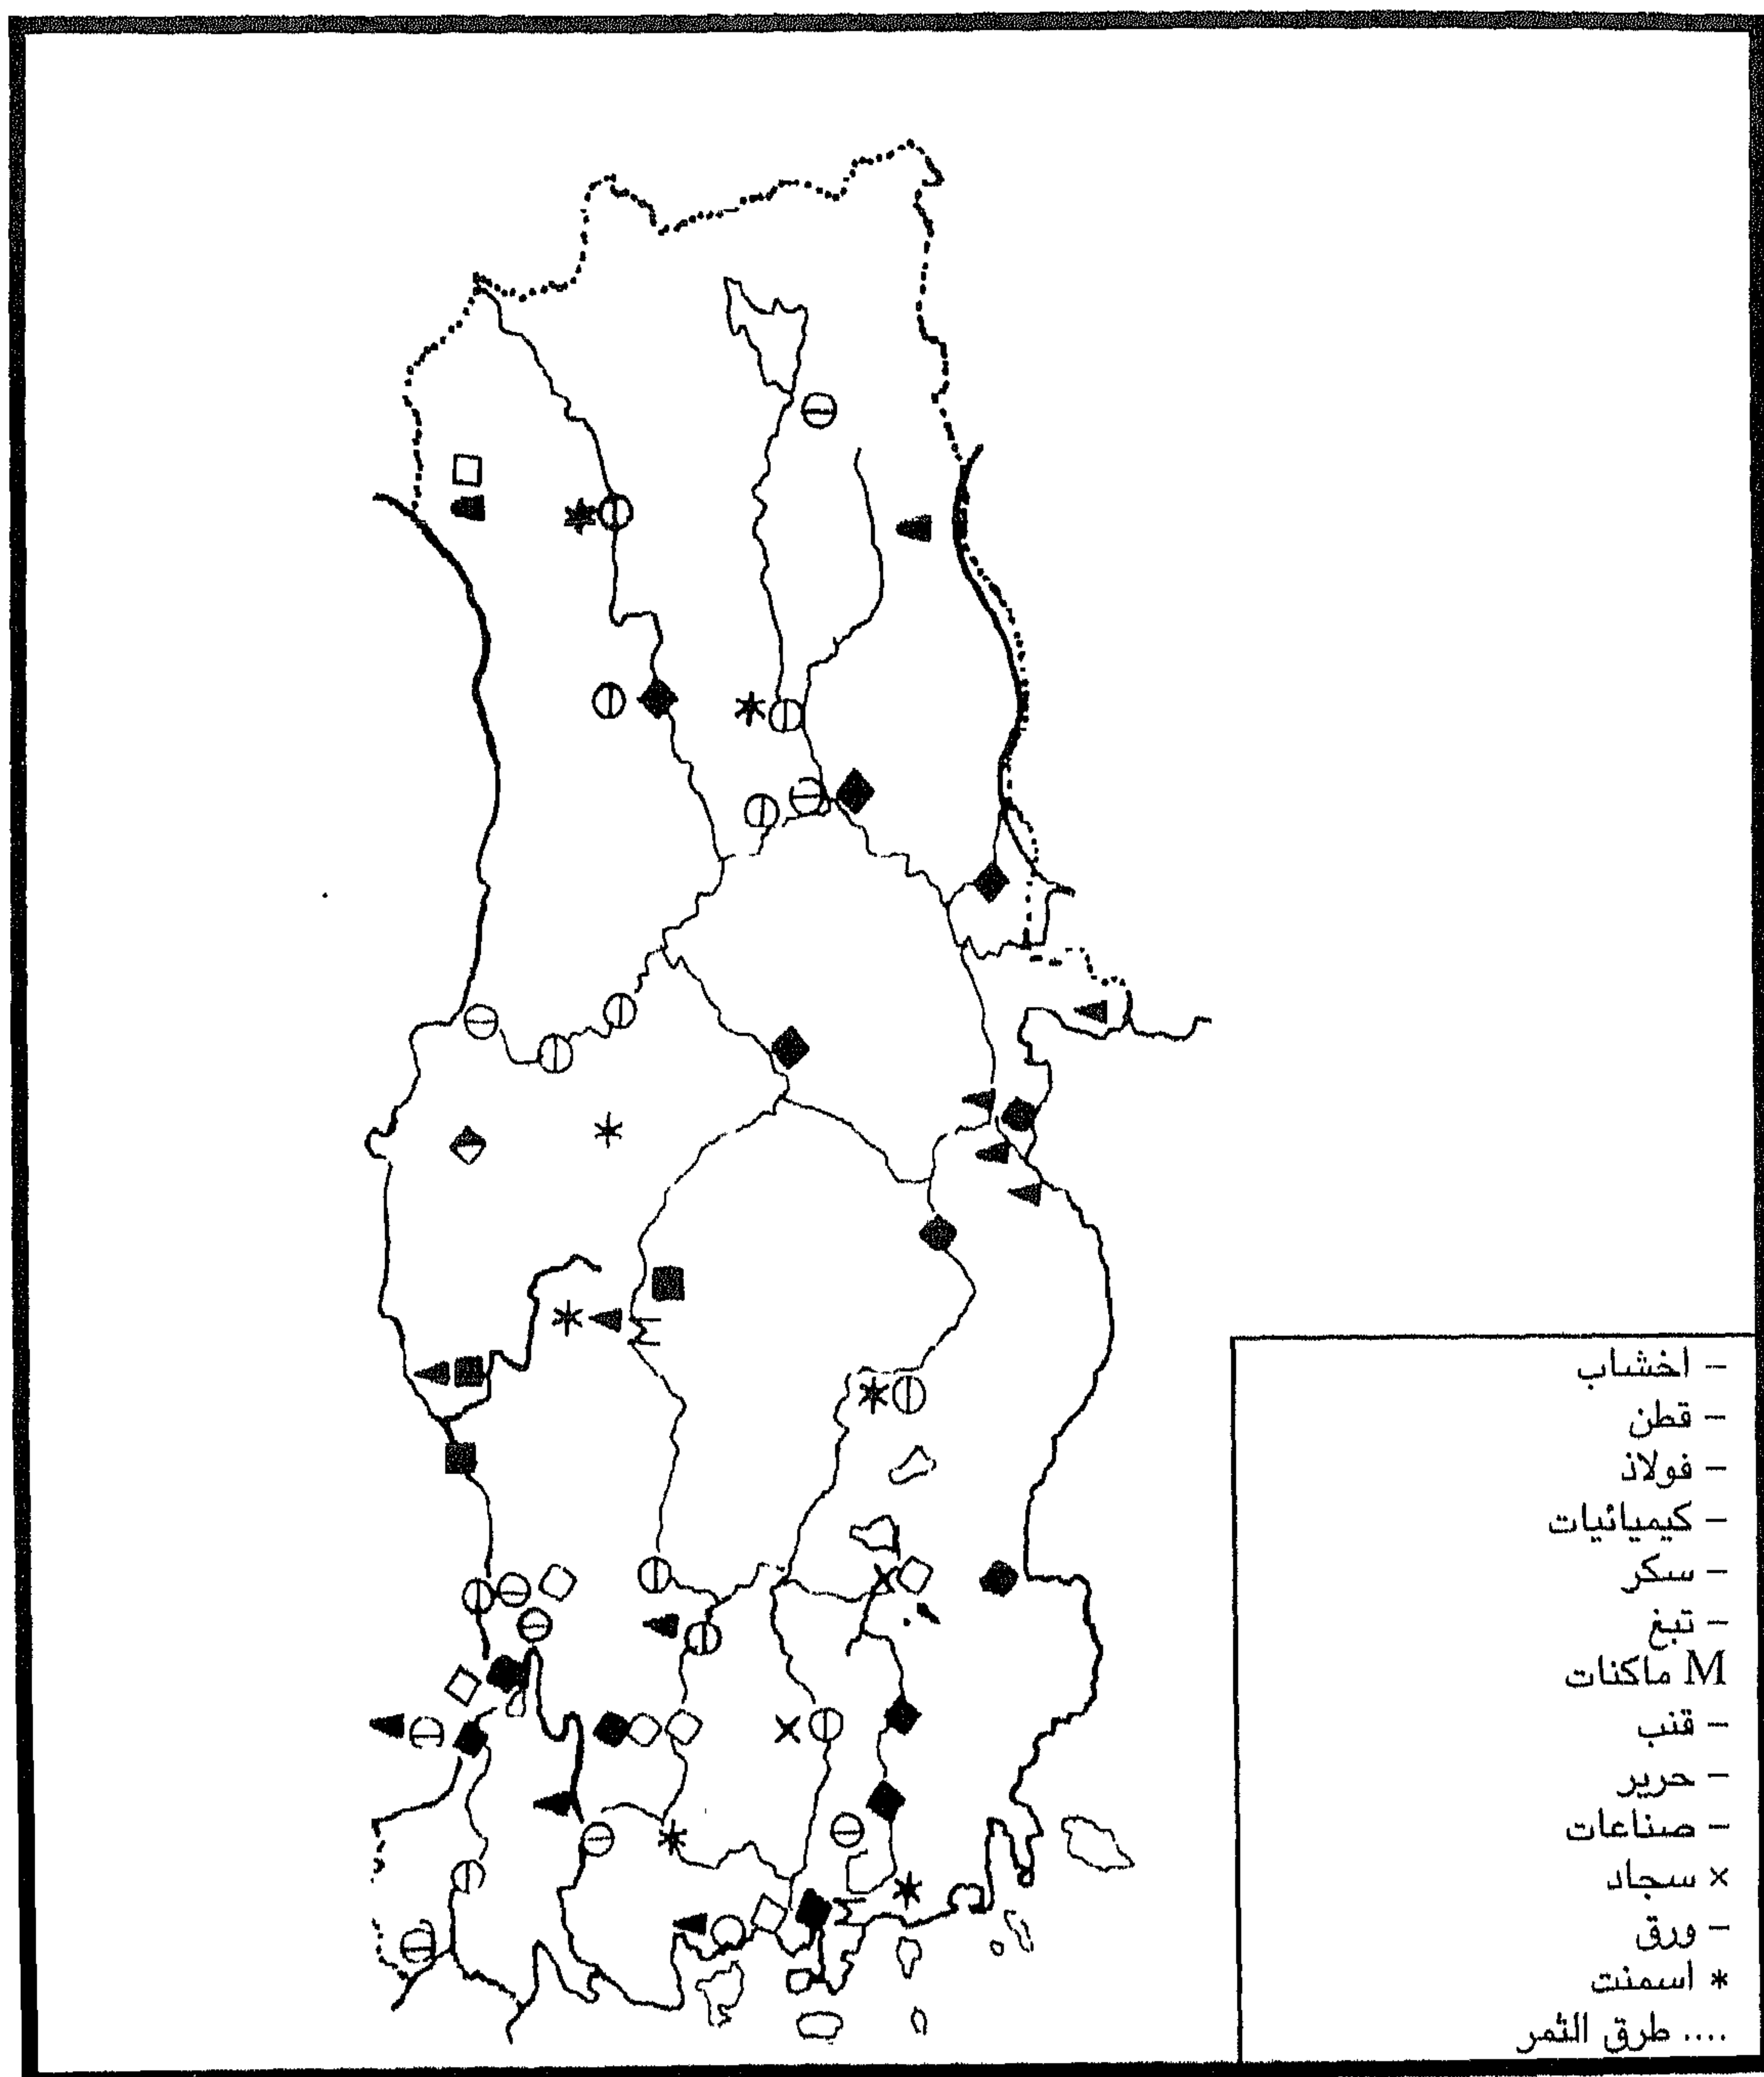 – اخشاب
– قطن
– فولاذ
– كيميائيات
– سكر
– تبغ
M ماكنات
– قنب
– حرير
– صناعات
× سجاد
– ورق
* اسمنت
.... طرق الثمر
M
M